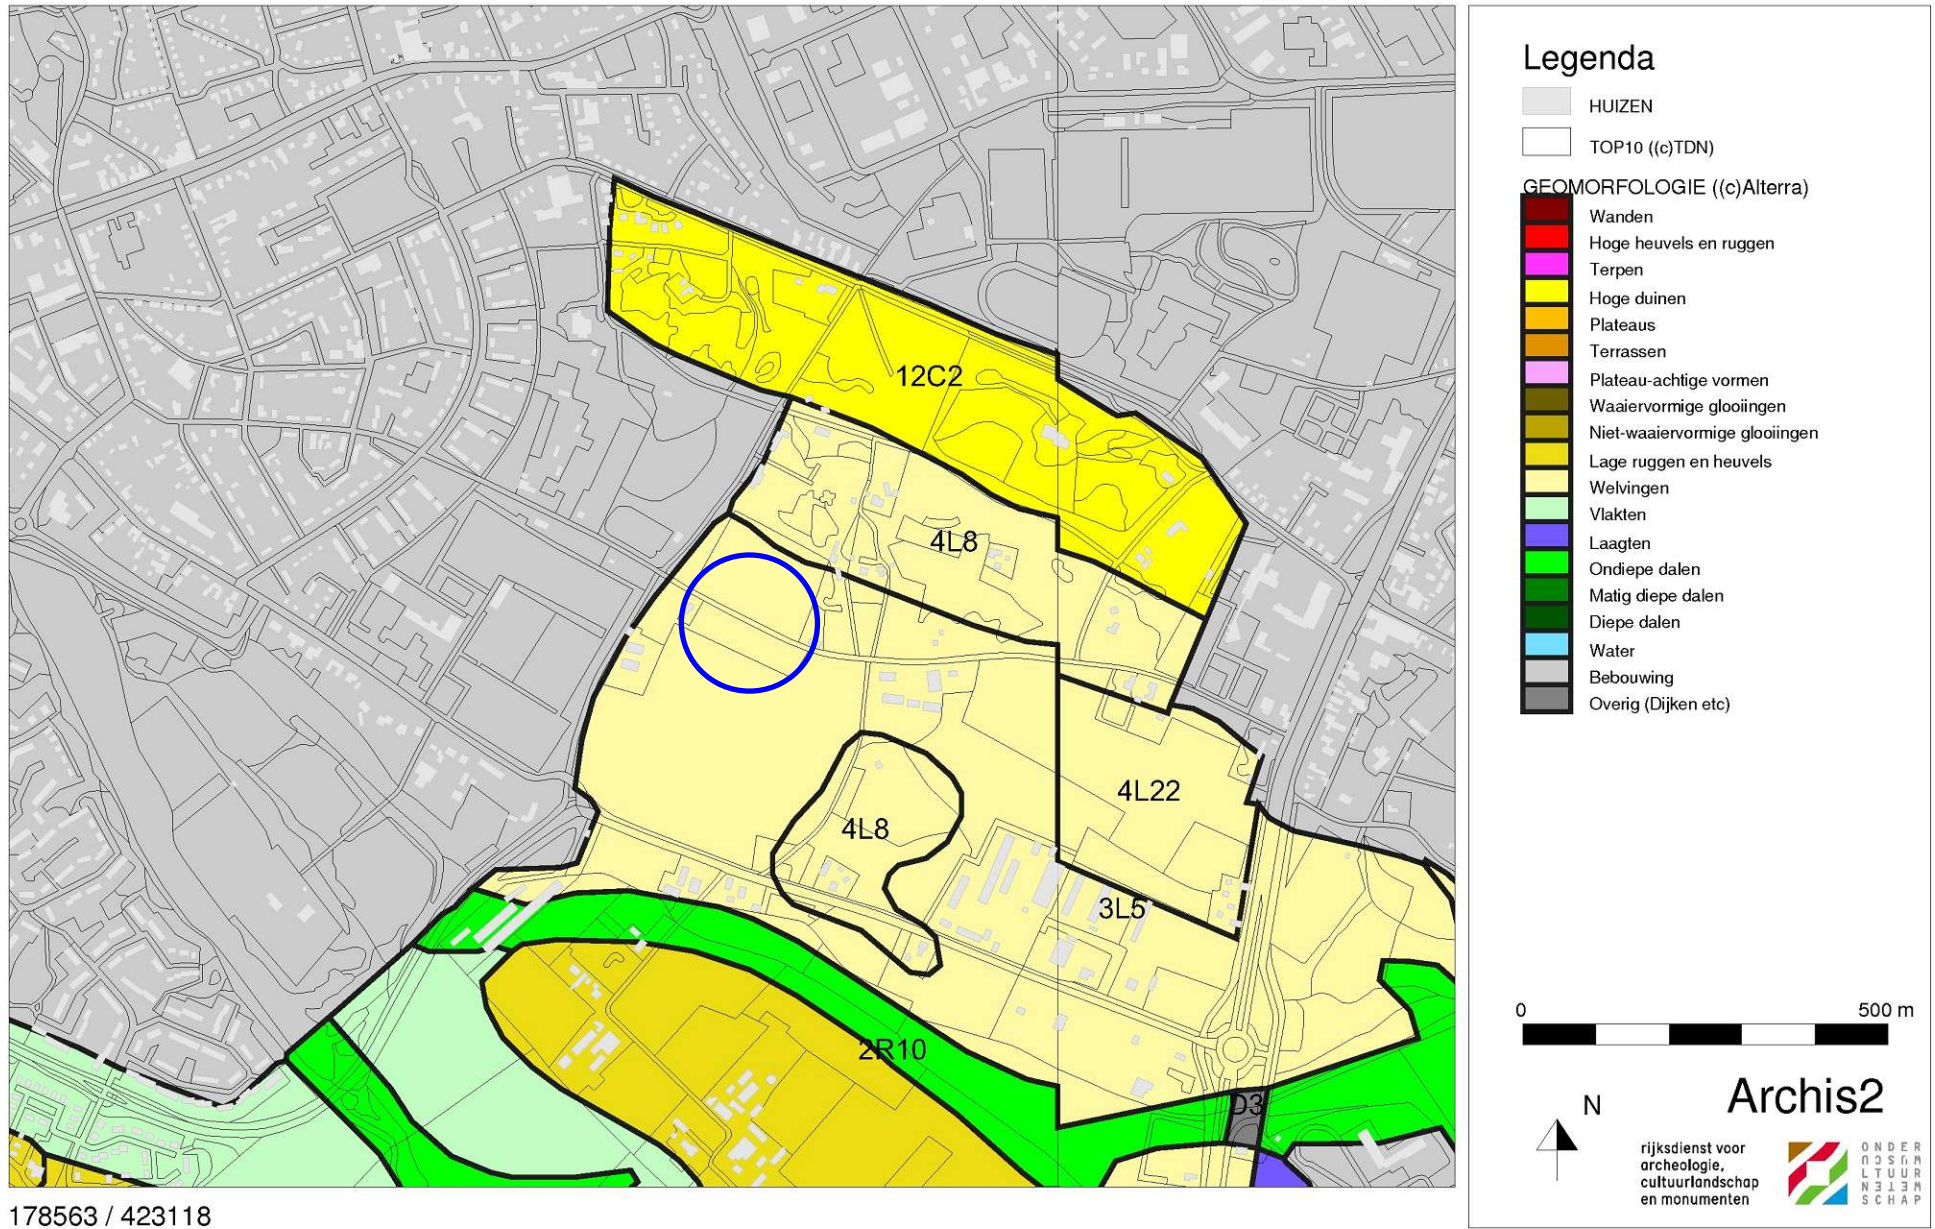 12C2
4L8
4L22
4L8
3L5
2R10
D3
178563 / 423118
Legenda
HUIZEN
TOP10 ((c)TDN)
GEOMORFOLOGIE ((c)Alterra)
Wanden
Hoge heuvels en ruggen
Terpen
Hoge duinen
Plateaus
Terrassen
Plateau-achtige vormen
Waaiervormige glooiingen
Niet-waaiervormige glooiingen
Lage ruggen en heuvels
Welvingen
Vlakten
Laagten
Ondiepe dalen
Matig diepe dalen
Diepe dalen
Water
Bebouwing
Overig (Dijken etc)
0 500 m
N
Archis2
rijksdienst voor
archeologie,
cultuurlandschap
en monumenten
ONDER